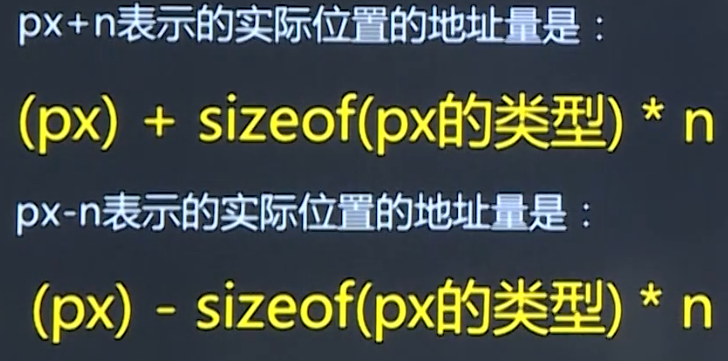 px+n表示的实际位置的地址量是：
(px) + sizeof(px的类型) * n
px-n表示的实际位置的地址量是：
(px) - sizeof(px的类型) * n